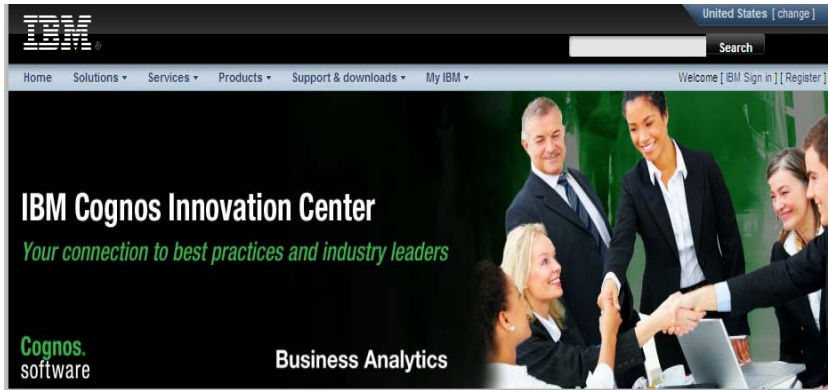 United States [ change ]
IBM®
Search
Home Solutions Services Products Support & downloads My IBM Welcome [ IBM Sign in ] [ Register ]
IBM Cognos Innovation Center
Your connection to best practices and industry leaders
Cognos.
software
Business Analytics